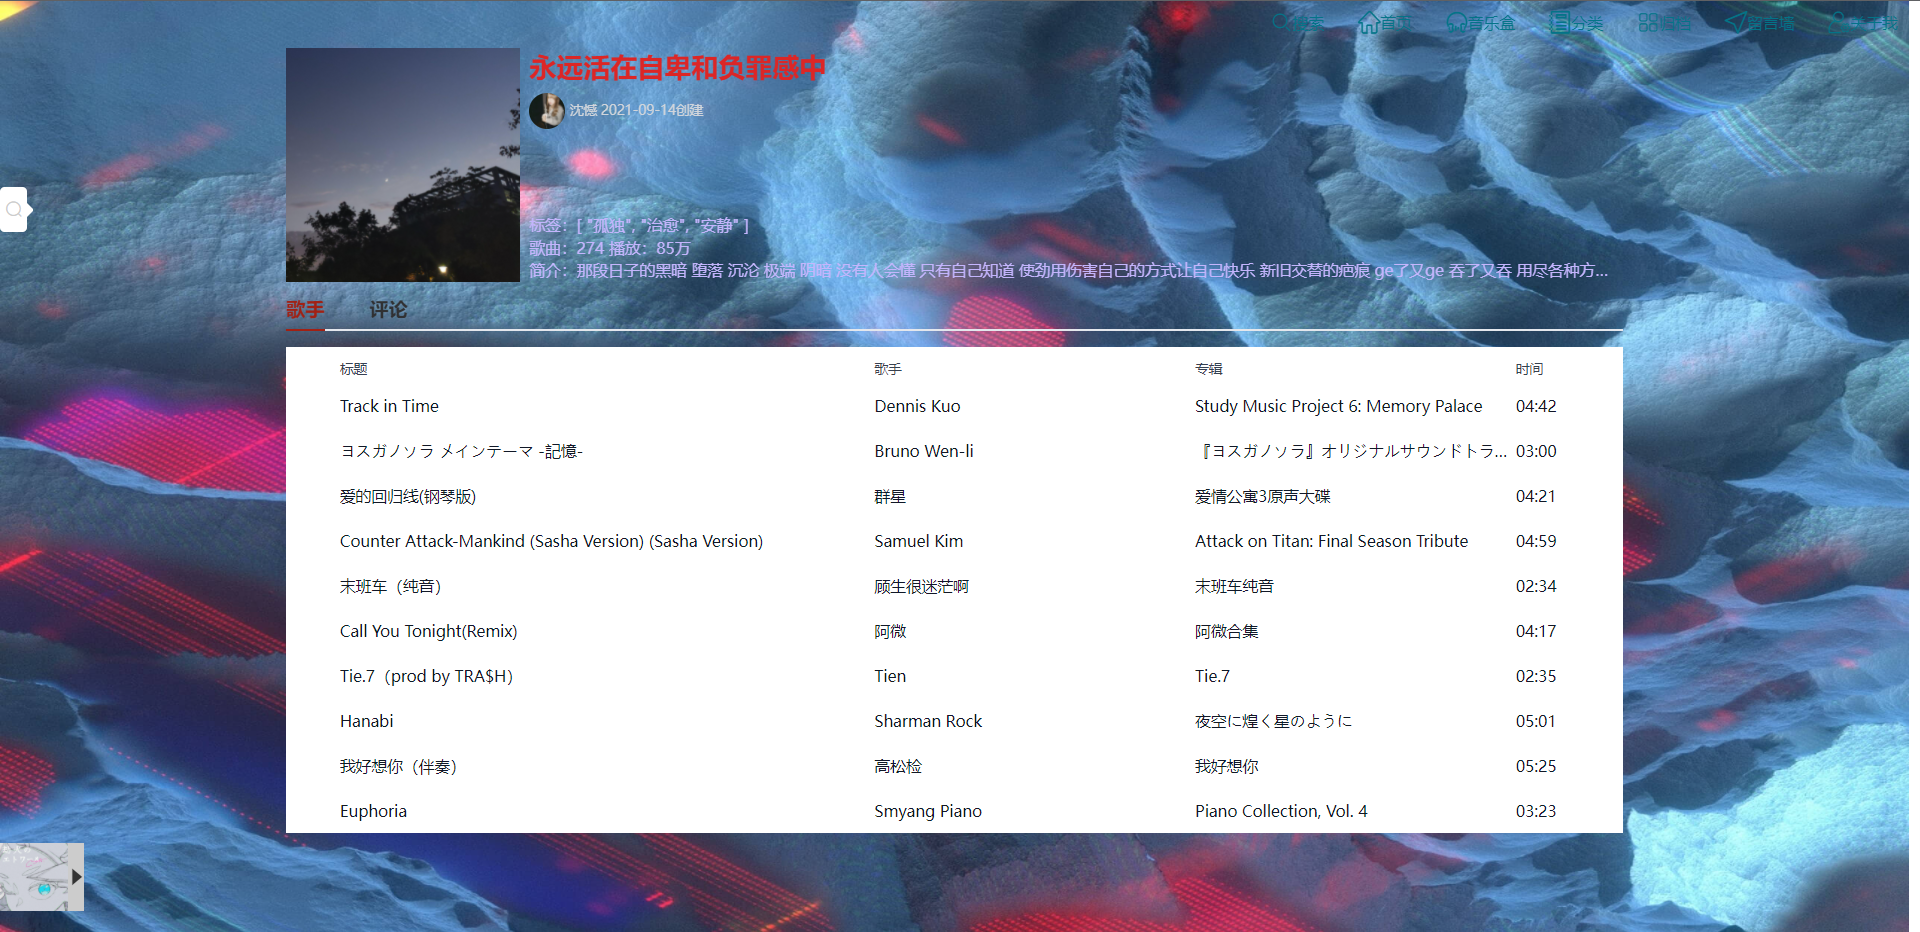 搜索 首页 音乐盒 分类 归档 留言墙 关于我
永远活在自卑和负罪感中
沈憾 2021-09-14创建
标签：[ "孤独", "治愈", "安静" ]
歌曲：274 播放：85万
简介：那段日子的黑暗 堕落 沉沦 极端 阴暗 没有人会懂 只有自己知道 使劲用伤害自己的方式让自己快乐 新旧交替的疤痕 ge了又ge 吞了又吞 用尽各种方...
歌手 评论
标题 歌手 专辑 时间
Track in Time Dennis Kuo Study Music Project 6: Memory Palace 04:42
ヨスガノソラ メインテーマ -記憶- Bruno Wen-li 『ヨスガノソラ』オリジナルサウンドトラ... 03:00
爱的回归线(钢琴版) 群星 爱情公寓3原声大碟 04:21
Counter Attack-Mankind (Sasha Version) (Sasha Version) Samuel Kim Attack on Titan: Final Season Tribute 04:59
末班车（纯音） 顾生很迷茫啊 末班车纯音 02:34
Call You Tonight(Remix) 阿微 阿微合集 04:17
Tie.7（prod by TRA$H） Tien Tie.7 02:35
Hanabi Sharman Rock 夜空に煌く星のように 05:01
我好想你（伴奏） 高松检 我好想你 05:25
Euphoria Smyang Piano Piano Collection, Vol. 4 03:23